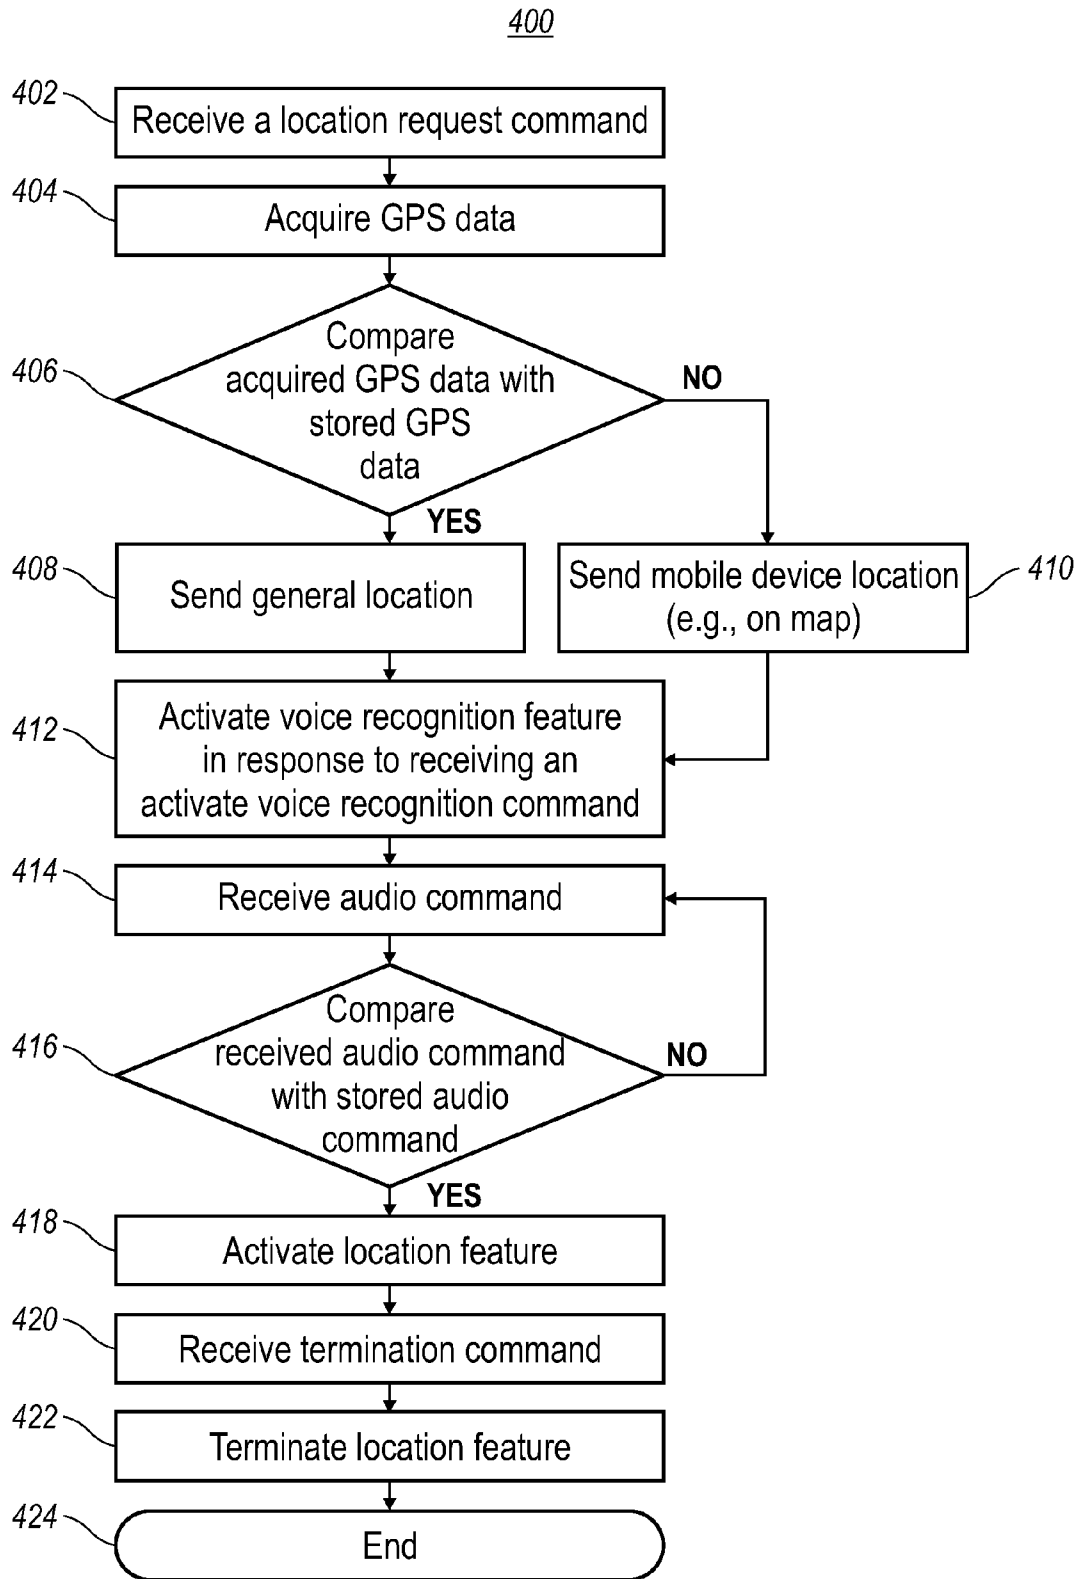 400
402
Receive a location request command
404
Acquire GPS data
406
Compare
acquired GPS data with
stored GPS
data
NO
YES
408
Send general location
Send mobile device location
(e.g., on map)
410
412
Activate voice recognition feature
in response to receiving an
activate voice recognition command
414
Receive audio command
416
Compare
received audio command
with stored audio
command
NO
YES
418
Activate location feature
420
Receive termination command
422
Terminate location feature
424
End